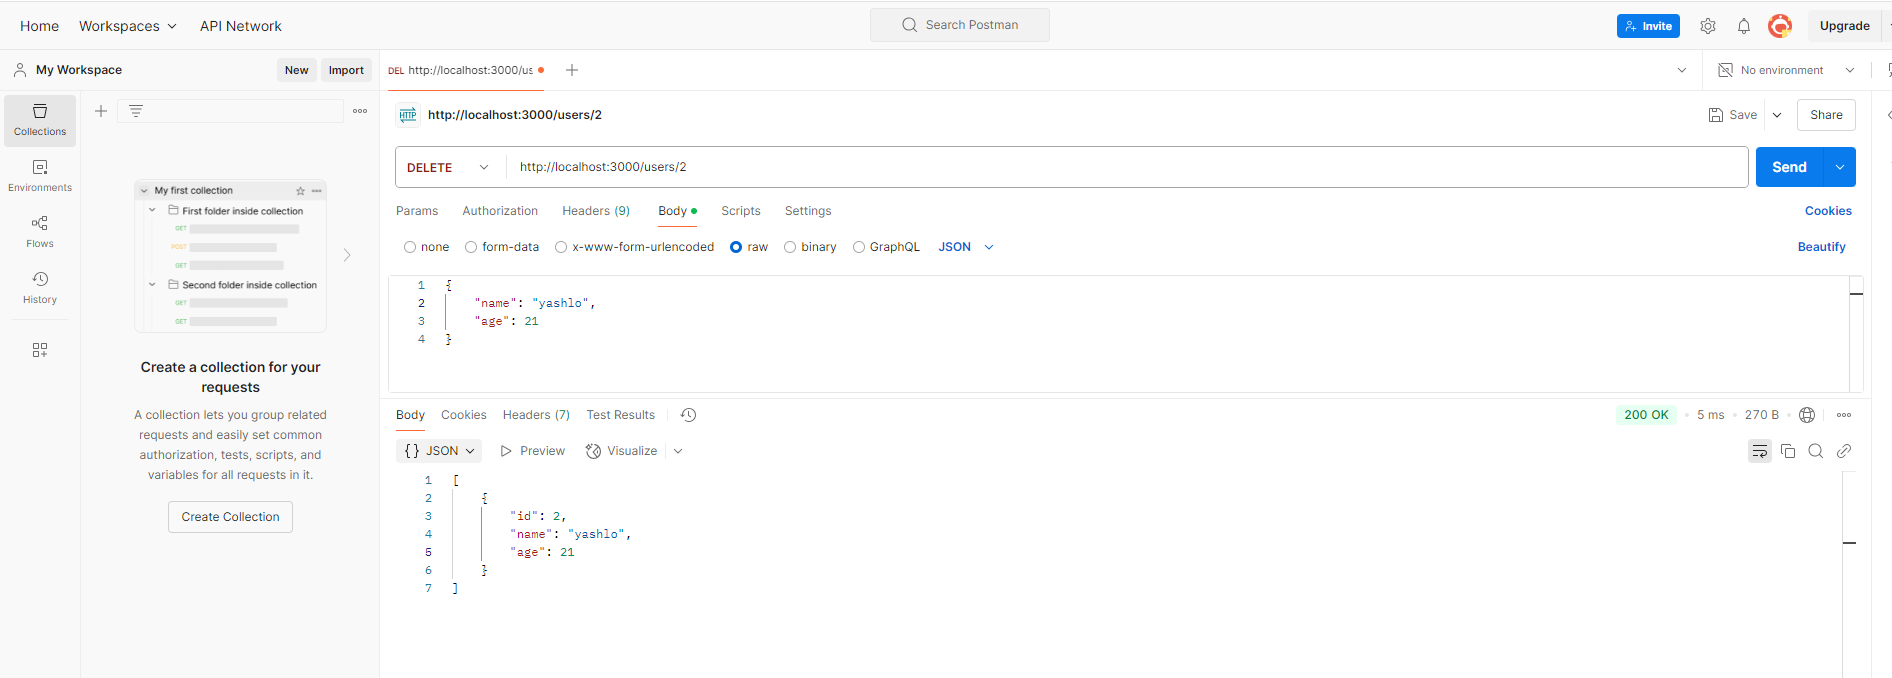 Home Workspaces API Network Search Postman Invite Upgrade
My Workspace New Import DEL http://localhost:3000/us No environment
HTTP http://localhost:3000/users/2 Save Share
Collections
Environments
Flows
History
My first collection
First folder inside collection
GET
POST
GET
Second folder inside collection
GET
GET
Create a collection for your
requests
A collection lets you group related
requests and easily set common
authorization, tests, scripts, and
variables for all requests in it.
Create Collection
DELETE http://localhost:3000/users/2 Send
Params Authorization Headers (9) Body Scripts Settings Cookies
none form-data x-www-form-urlencoded raw binary GraphQL JSON Beautify
1 {
2 "name": "yashlo",
3 "age": 21
4 }
Body Cookies Headers (7) Test Results 200 OK • 5 ms • 270 B
{} JSON Preview Visualize
1 [
2 {
3 "id": 2,
4 "name": "yashlo",
5 "age": 21
6 }
7 ]